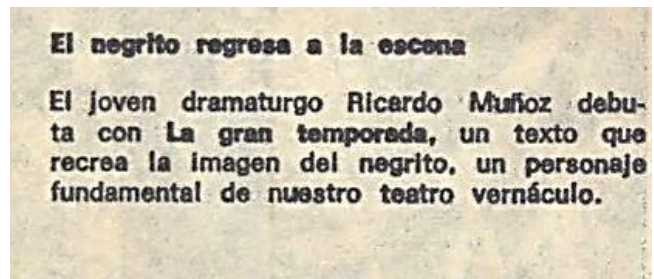 El negrito regresa a la escena
El joven dramaturgo Ricardo Muñoz debu-
ta con La gran temporada, un texto que
recrea la imagen del negrito, un personaje
fundamental de nuestro teatro vernáculo.